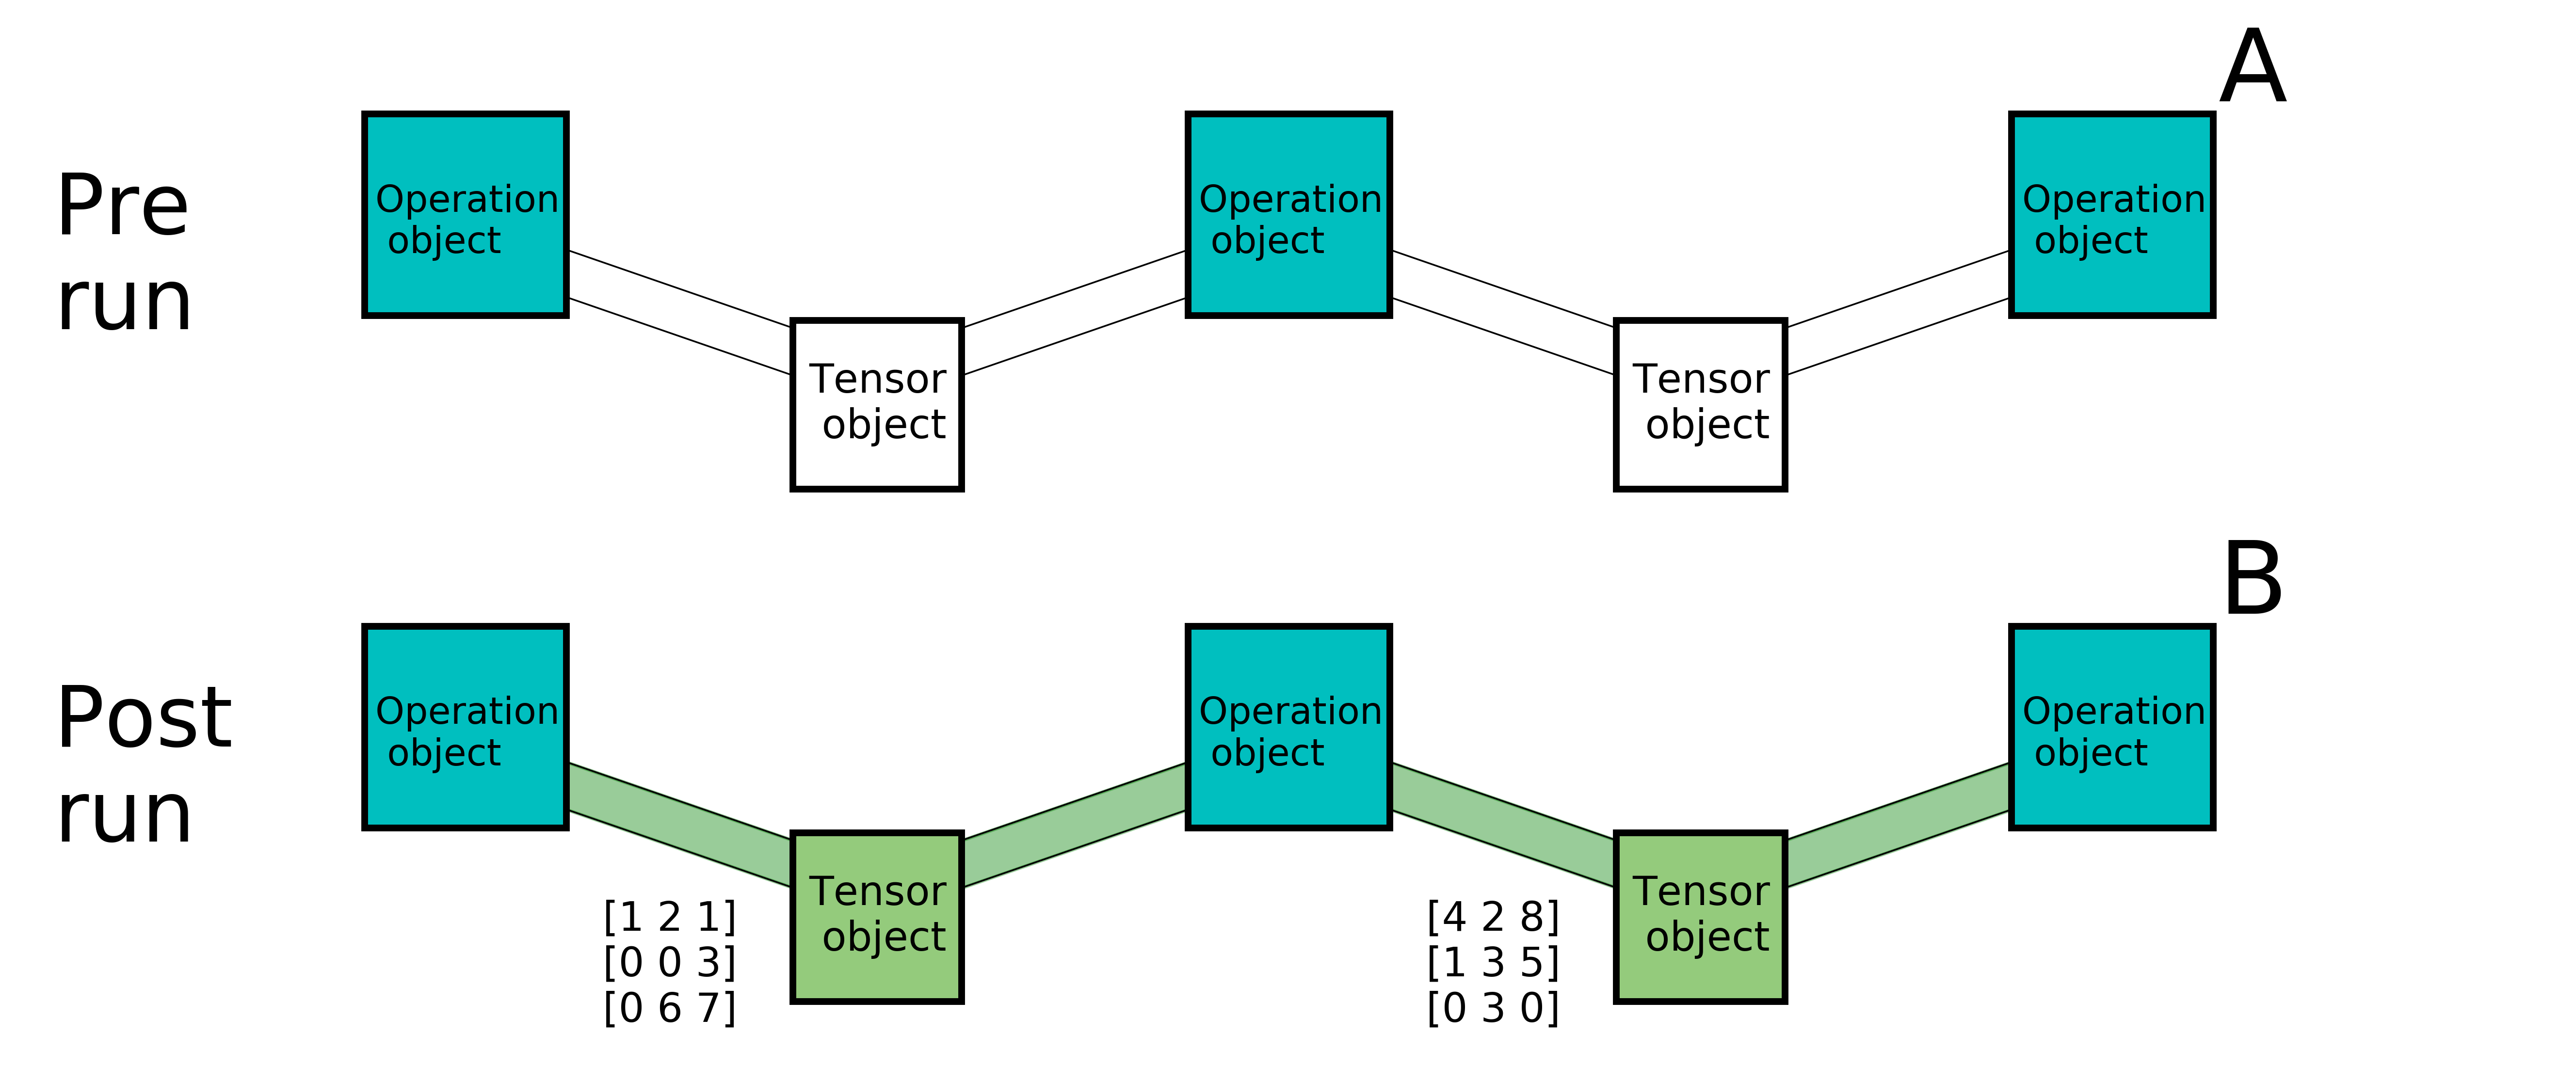 A
Pre
run
Operation
object
Operation
object
Operation
object
Tensor
object
Tensor
object
B
Post
run
Operation
object
Operation
object
Operation
object
Tensor
object
[1 2 1]
[0 0 3]
[0 6 7]
Tensor
object
[4 2 8]
[1 3 5]
[0 3 0]